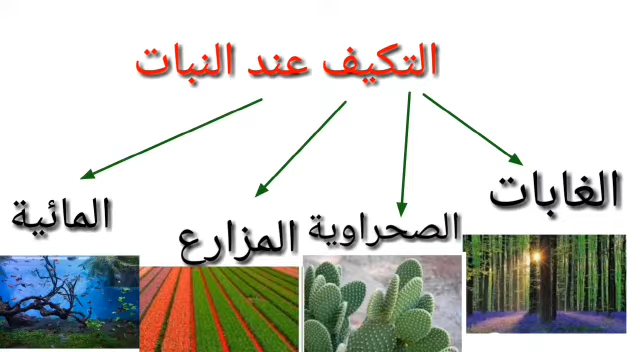 التكيف عند النبات
الغابات
الصحراوية
المزارع
المائية